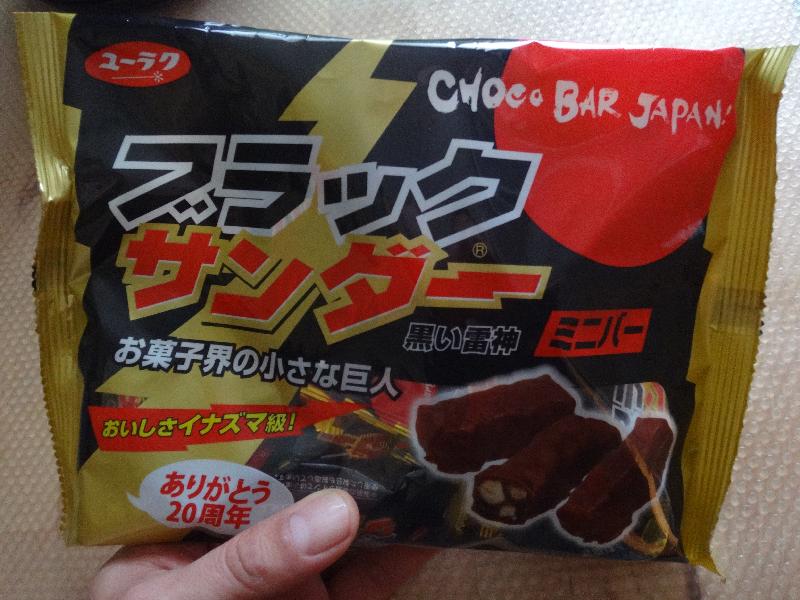 ユーラク
CHOCO BAR JAPAN!
ブラック
サンダー®
黒い雷神
ミニバー
お菓子界の小さな巨人
おいしさイナズマ級!
ありがとう
20周年